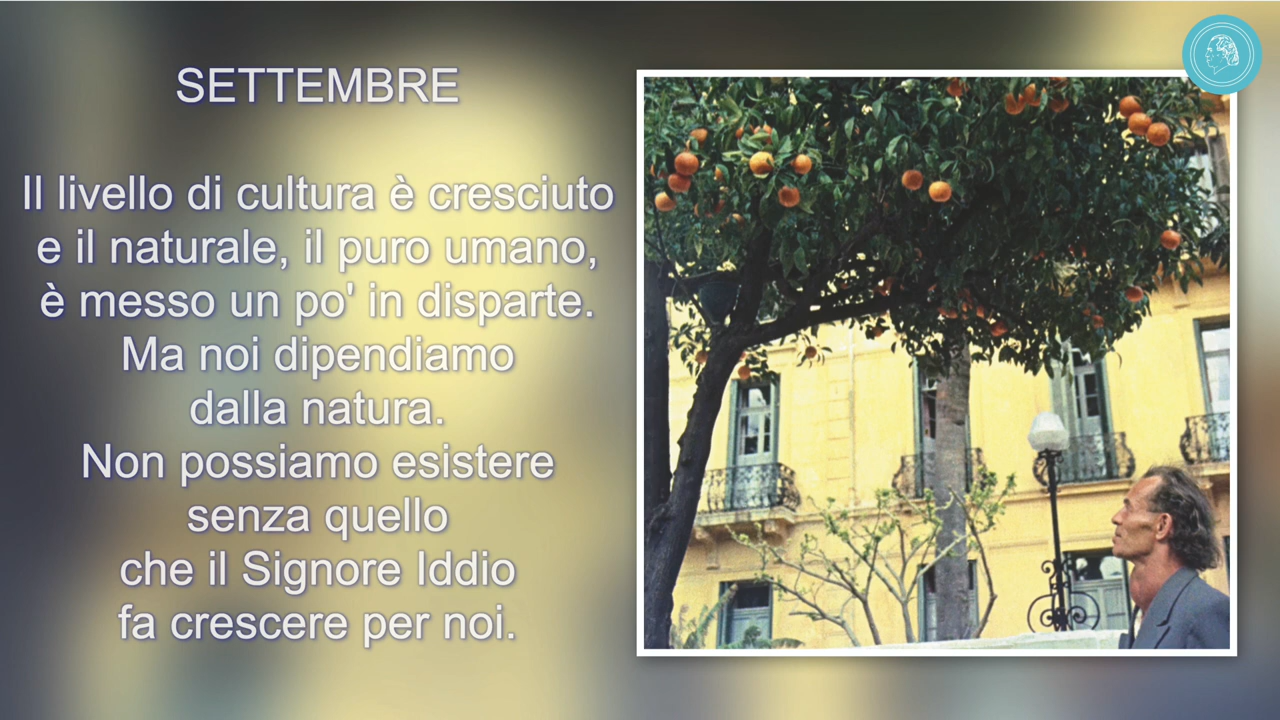 SETTEMBRE
Il livello di cultura è cresciuto
e il naturale, il puro umano,
è messo un po' in disparte.
Ma noi dipendiamo
dalla natura.
Non possiamo esistere
senza quello
che il Signore Iddio
fa crescere per noi.